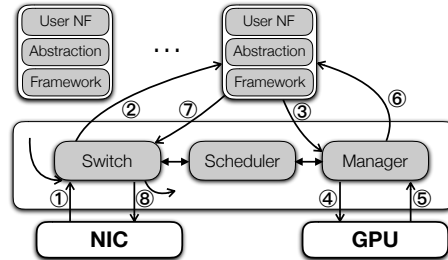 User NF
Abstraction
Framework
...
User NF
Abstraction
Framework
②
⑦
③
⑥
Switch
Scheduler
Manager
①
⑧
④
⑤
NIC
GPU